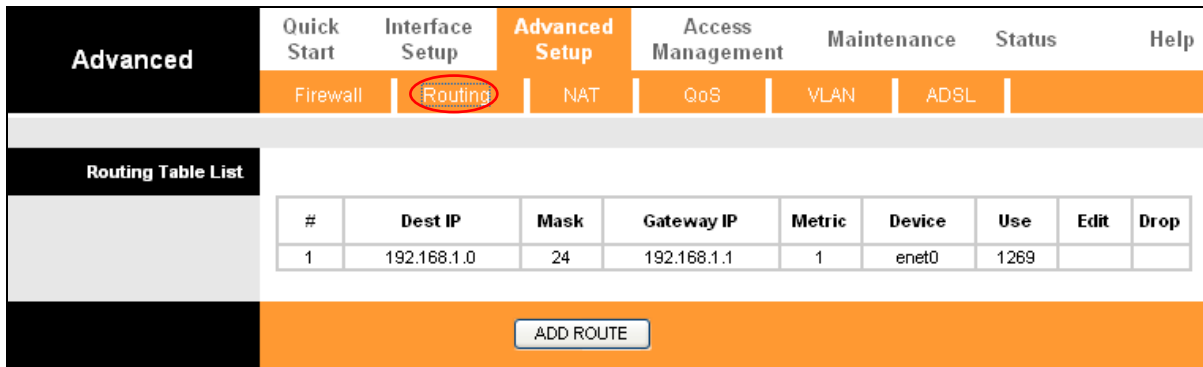 Advanced
Quick Start
Interface Setup
Advanced Setup
Access Management
Maintenance
Status
Help
Firewall
Routing
NAT
QoS
VLAN
ADSL
Routing Table List
# Dest IP Mask Gateway IP Metric Device Use Edit Drop
1 192.168.1.0 24 192.168.1.1 1 enet0 1269
ADD ROUTE